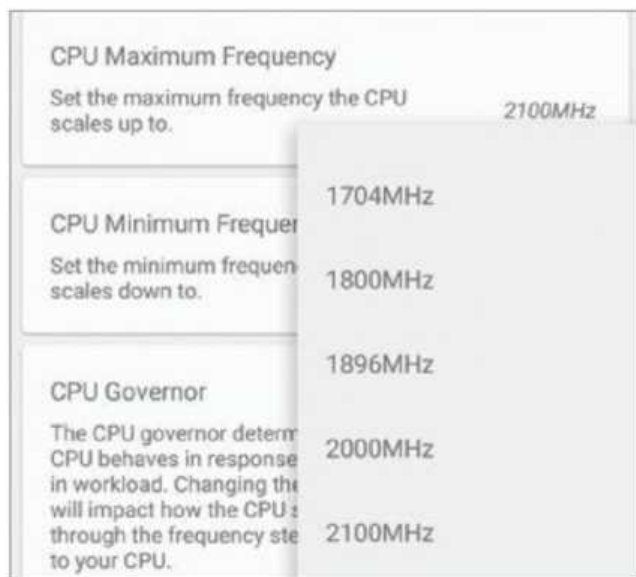 CPU Maximum Frequency
Set the maximum frequency the CPU
scales up to.
2100MHz
CPU Minimum Frequen
Set the minimum frequen
scales down to.
CPU Governor
The CPU governor determ
CPU behaves in response
in workload. Changing the
will impact how the CPU s
through the frequency ste
to your CPU.
1704MHz
1800MHz
1896MHz
2000MHz
2100MHz